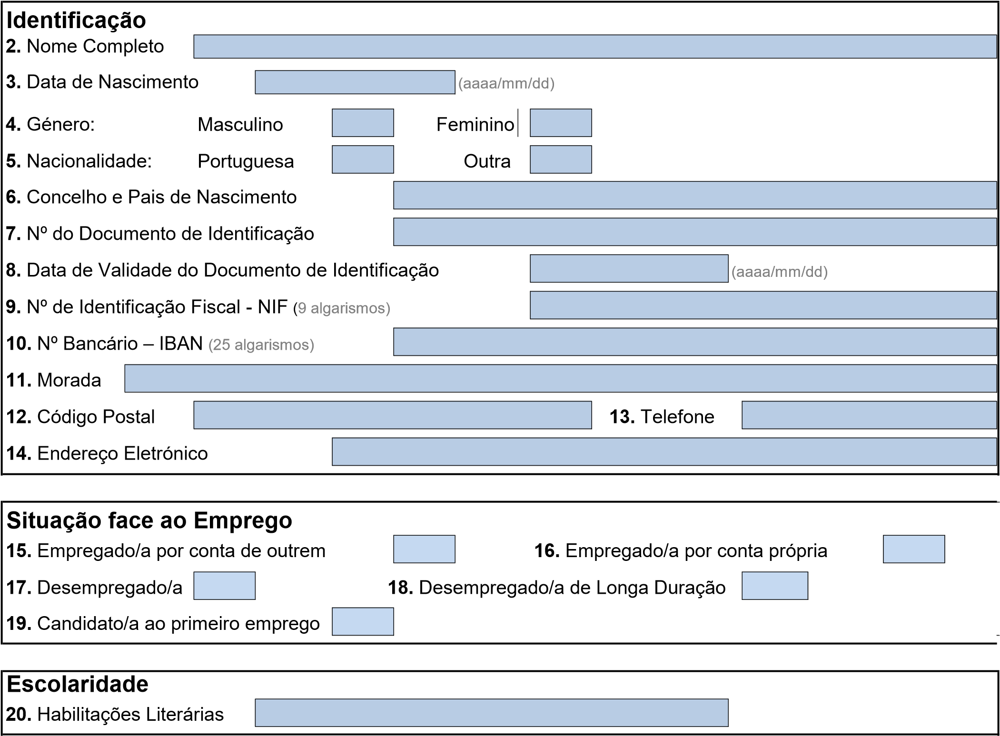 Identificação
2. Nome Completo
3. Data de Nascimento (aaaa/mm/dd)
4. Género: Masculino Feminino
5. Nacionalidade: Portuguesa Outra
6. Concelho e Pais de Nascimento
7. Nº do Documento de Identificação
8. Data de Validade do Documento de Identificação (aaaa/mm/dd)
9. Nº de Identificação Fiscal - NIF (9 algarismos)
10. Nº Bancário – IBAN (25 algarismos)
11. Morada
12. Código Postal 13. Telefone
14. Endereço Eletrónico
Situação face ao Emprego
15. Empregado/a por conta de outrem 16. Empregado/a por conta própria
17. Desempregado/a 18. Desempregado/a de Longa Duração
19. Candidato/a ao primeiro emprego
Escolaridade
20. Habilitações Literárias